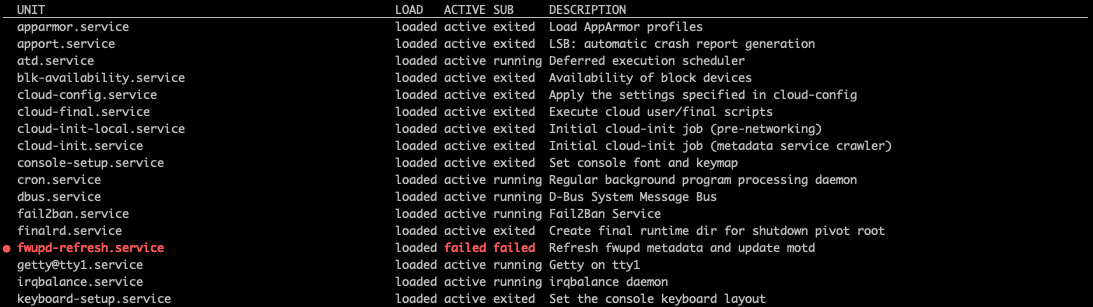 UNIT LOAD ACTIVE SUB DESCRIPTION
apparmor.service loaded active exited Load AppArmor profiles
apport.service loaded active exited LSB: automatic crash report generation
atd.service loaded active running Deferred execution scheduler
blk-availability.service loaded active exited Availability of block devices
cloud-config.service loaded active exited Apply the settings specified in cloud-config
cloud-final.service loaded active exited Execute cloud user/final scripts
cloud-init-local.service loaded active exited Initial cloud-init job (pre-networking)
cloud-init.service loaded active exited Initial cloud-init job (metadata service crawler)
console-setup.service loaded active exited Set console font and keymap
cron.service loaded active running Regular background program processing daemon
dbus.service loaded active running D-Bus System Message Bus
fail2ban.service loaded active running Fail2Ban Service
finalrd.service loaded active exited Create final runtime dir for shutdown pivot root
● fwupd-refresh.service loaded failed failed Refresh fwupd metadata and update motd
getty@tty1.service loaded active running Getty on tty1
irqbalance.service loaded active running irqbalance daemon
keyboard-setup.service loaded active exited Set the console keyboard layout